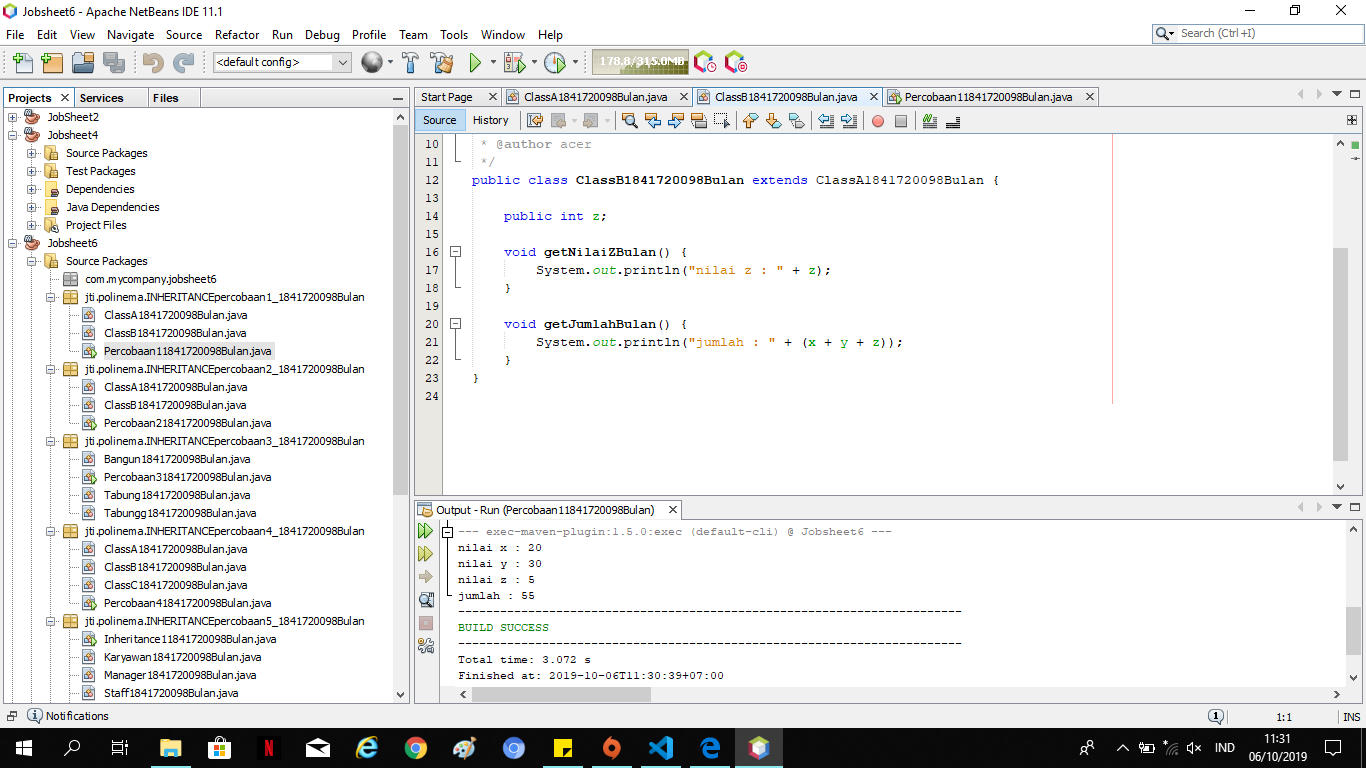 Jobsheet6 - Apache NetBeans IDE 11.1
File Edit View Navigate Source Refactor Run Debug Profile Team Tools Window Help
Search (Ctrl+I)
<default config>
178.8/315.0MB
Projects Services Files
JobSheet2
Jobsheet4
Source Packages
Test Packages
Dependencies
Java Dependencies
Project Files
Jobsheet6
Source Packages
com.mycompany.jobsheet6
jti.polinema.INHERITANCEpercobaan1_1841720098Bulan
ClassA1841720098Bulan.java
ClassB1841720098Bulan.java
Percobaan11841720098Bulan.java
jti.polinema.INHERITANCEpercobaan2_1841720098Bulan
ClassA1841720098Bulan.java
ClassB1841720098Bulan.java
Percobaan21841720098Bulan.java
jti.polinema.INHERITANCEpercobaan3_1841720098Bulan
Bangun1841720098Bulan.java
Percobaan31841720098Bulan.java
Tabung1841720098Bulan.java
Tabungg1841720098Bulan.java
jti.polinema.INHERITANCEpercobaan4_1841720098Bulan
ClassA1841720098Bulan.java
ClassB1841720098Bulan.java
ClassC1841720098Bulan.java
Percobaan41841720098Bulan.java
jti.polinema.INHERITANCEpercobaan5_1841720098Bulan
Inheritance11841720098Bulan.java
Karyawan1841720098Bulan.java
Manager1841720098Bulan.java
Staff1841720098Bulan.java
Start Page ClassA1841720098Bulan.java ClassB1841720098Bulan.java Percobaan11841720098Bulan.java
Source History
10 * @author acer
11 */
12 public class ClassB1841720098Bulan extends ClassA1841720098Bulan {
13
14 public int z;
15
16 void getNilaiZBulan() {
17 System.out.println("nilai z : " + z);
18 }
19
20 void getJumlahBulan() {
21 System.out.println("jumlah : " + (x + y + z));
22 }
23 }
24
Output - Run (Percobaan11841720098Bulan)
--- exec-maven-plugin:1.5.0:exec (default-cli) @ Jobsheet6 ---
nilai x : 20
nilai y : 30
nilai z : 5
jumlah : 55
------------------------------------------------------------------------
BUILD SUCCESS
------------------------------------------------------------------------
Total time: 3.072 s
Finished at: 2019-10-06T11:30:39+07:00
Notifications
1:1 INS
IND
11:31
06/10/2019